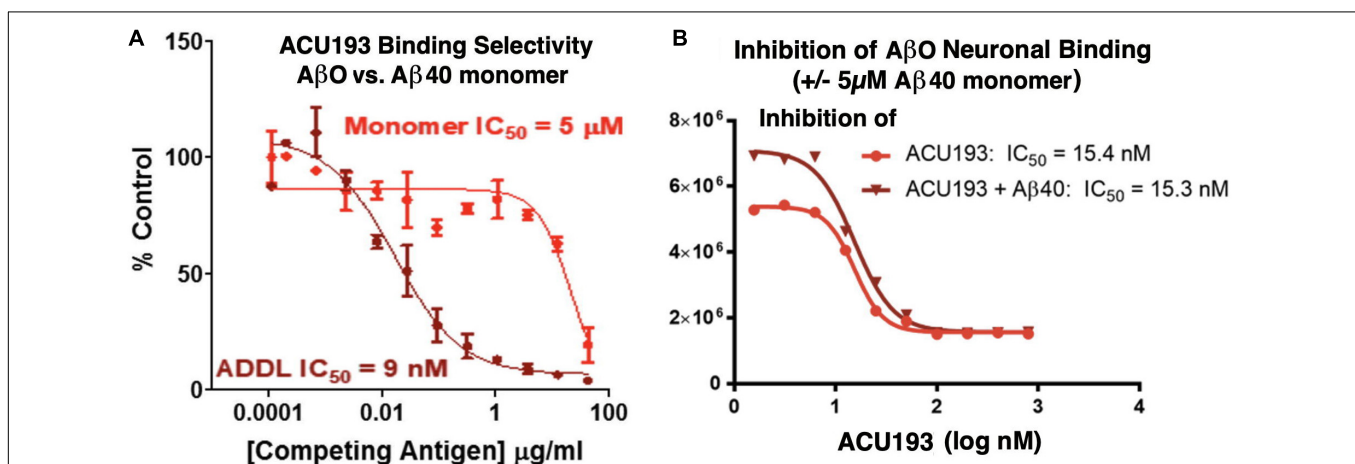 A
ACU193 Binding Selectivity
AβO vs. Aβ40 monomer
150
100
50
0
% Control
Monomer IC50 = 5 μM
ADDL IC50 = 9 nM
0.0001 0.01 1 100
[Competing Antigen] μg/ml
B
Inhibition of AβO Neuronal Binding
(+/- 5μM Aβ40 monomer)
Inhibition of
ACU193: IC50 = 15.4 nM
ACU193 + Aβ40: IC50 = 15.3 nM
8×10^6
6×10^6
4×10^6
2×10^6
0
0 1 2 3 4
ACU193 (log nM)